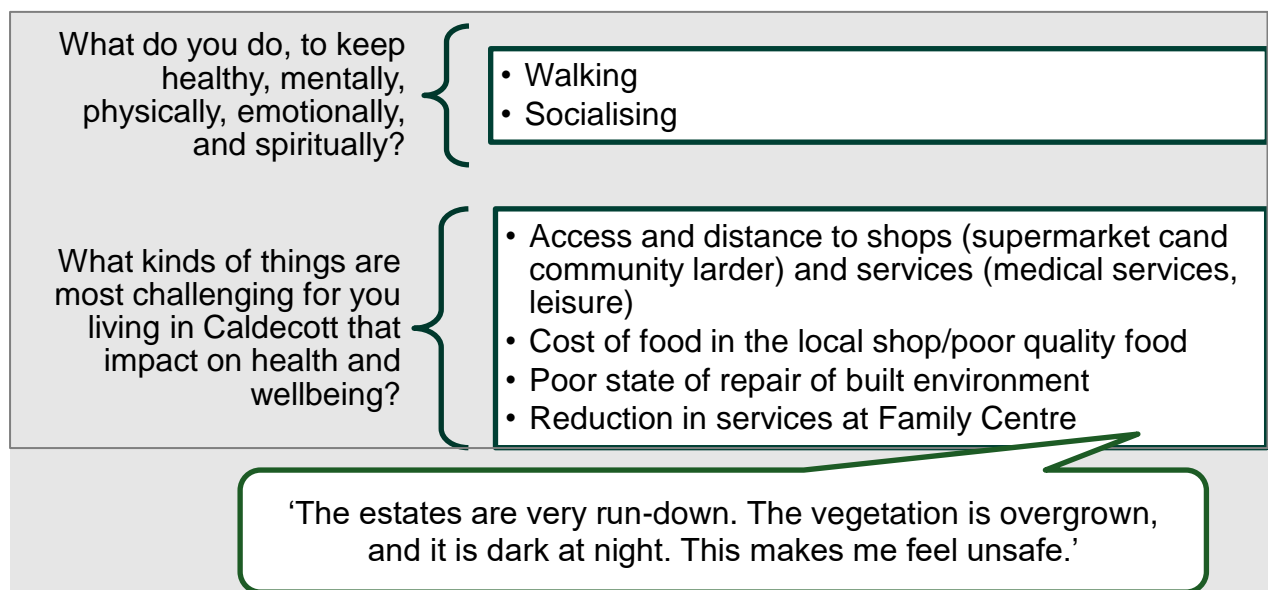 What do you do, to keep
healthy, mentally,
physically, emotionally,
and spiritually?
• Walking
• Socialising
What kinds of things are
most challenging for you
living in Caldecott that
impact on health and
wellbeing?
• Access and distance to shops (supermarket cand
community larder) and services (medical services,
leisure)
• Cost of food in the local shop/poor quality food
• Poor state of repair of built environment
• Reduction in services at Family Centre
‘The estates are very run-down. The vegetation is overgrown,
and it is dark at night. This makes me feel unsafe.’